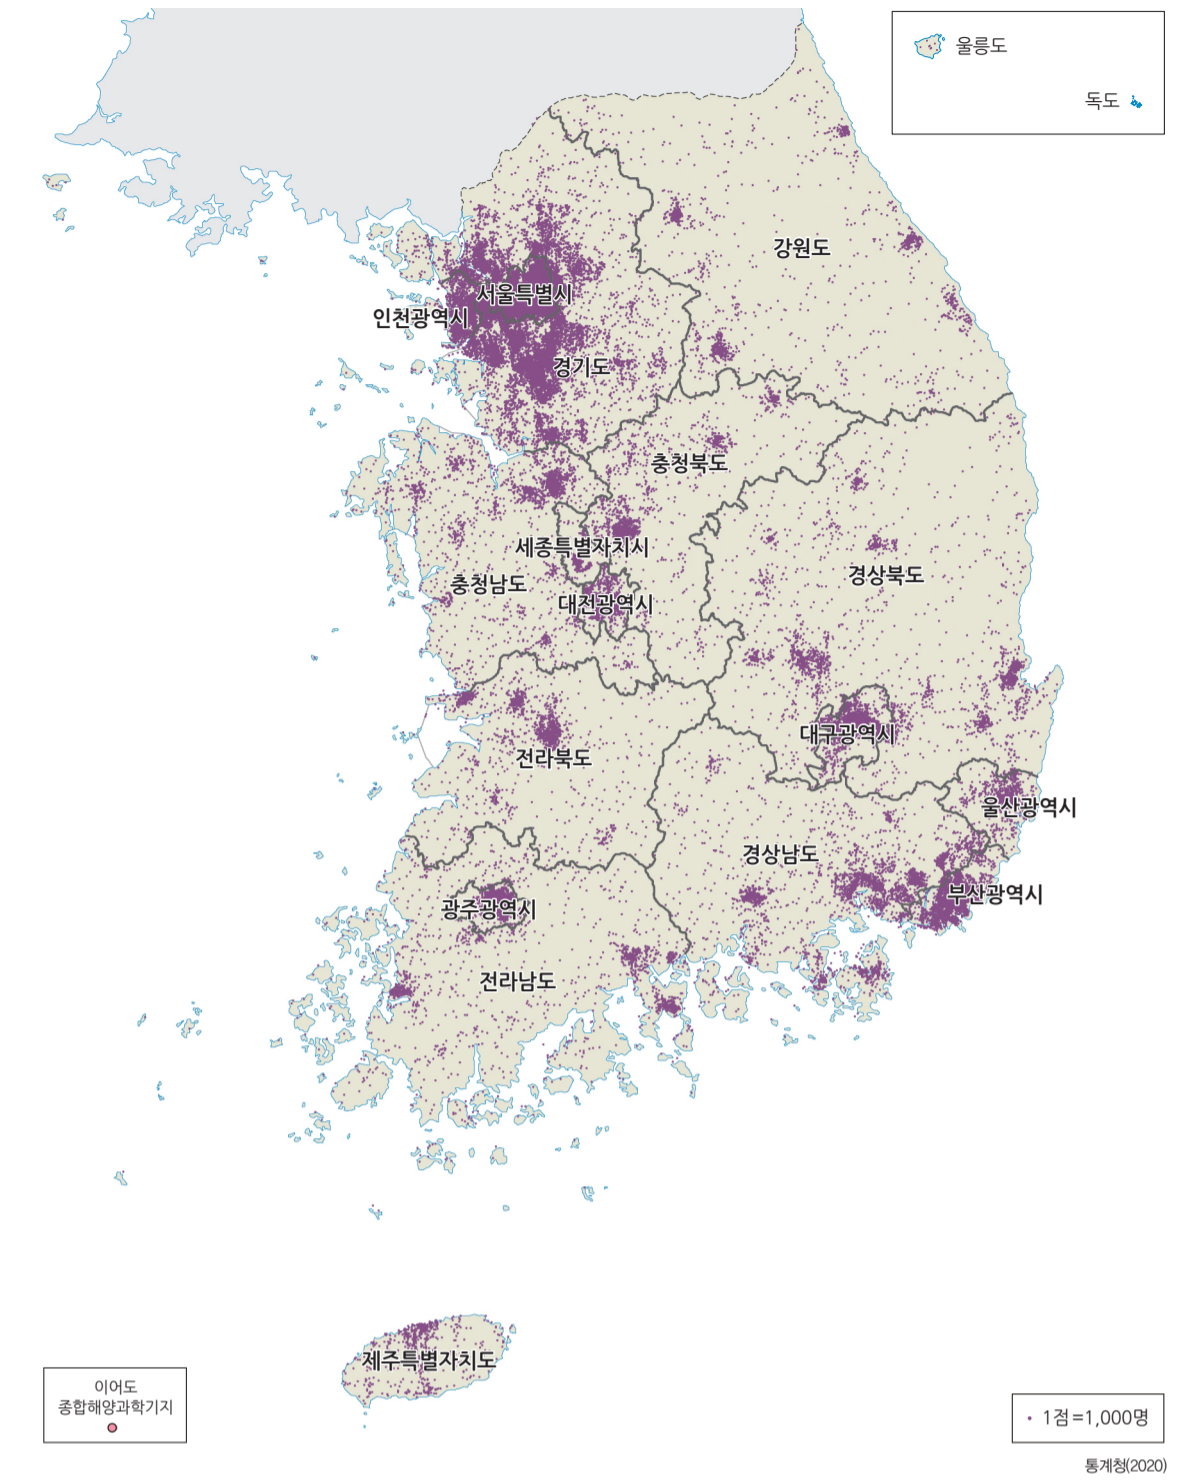 울릉도
독도
강원도
서울특별시
인천광역시
경기도
충청북도
세종특별자치시
경상북도
충청남도
대전광역시
대구광역시
전라북도
울산광역시
경상남도
부산광역시
광주광역시
전라남도
제주특별자치도
이어도
종합해양과학기지
1점=1,000명
통계청(2020)